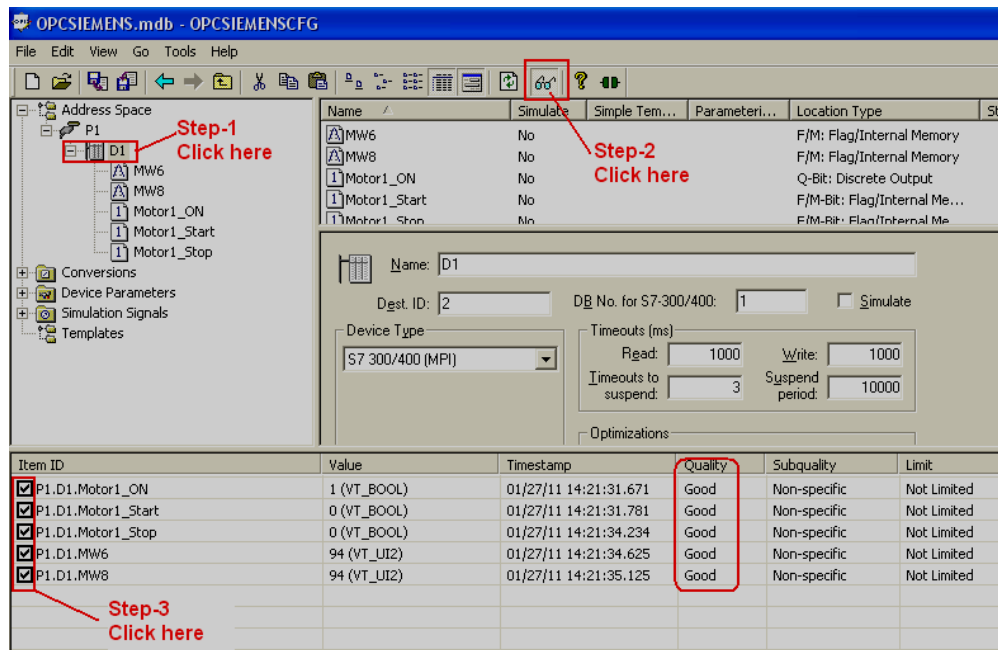 OPCSIEMENS.mdb - OPCSIEMENSCFG
File Edit View Go Tools Help
Address Space
P1
D1
MW6
MW8
Motor1_ON
Motor1_Start
Motor1_Stop
Conversions
Device Parameters
Simulation Signals
Templates
Step-1
Click here
Name Simulate Simple Tem... Parameteri... Location Type
MW6 No F/M: Flag/Internal Memory
MW8 No F/M: Flag/Internal Memory
Motor1_ON No Q-Bit: Discrete Output
Motor1_Start No F/M-Bit: Flag/Internal Me...
Motor1_Stop No F/M-Bit: Flag/Internal Me
Step-2
Click here
Name: D1
Dest. ID: 2 DB No. for S7-300/400: 1 Simulate
Device Type
S7 300/400 (MPI)
Timeouts (ms)
Read: 1000 Write: 1000
Timeouts to suspend: 3 Suspend period: 10000
Optimizations
Item ID Value Timestamp Quality Subquality Limit
P1.D1.Motor1_ON 1 (VT_BOOL) 01/27/11 14:21:31.671 Good Non-specific Not Limited
P1.D1.Motor1_Start 0 (VT_BOOL) 01/27/11 14:21:31.781 Good Non-specific Not Limited
P1.D1.Motor1_Stop 0 (VT_BOOL) 01/27/11 14:21:34.234 Good Non-specific Not Limited
P1.D1.MW6 94 (VT_UI2) 01/27/11 14:21:34.625 Good Non-specific Not Limited
P1.D1.MW8 94 (VT_UI2) 01/27/11 14:21:35.125 Good Non-specific Not Limited
Step-3
Click here